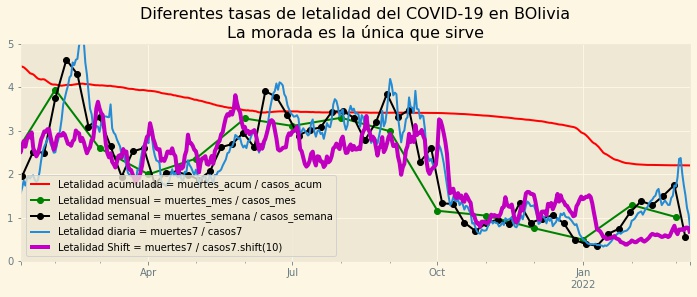 Diferentes tasas de letalidad del COVID-19 en BOlivia
La morada es la única que sirve
5
4
3
2
1
0
Letalidad acumulada = muertes_acum / casos_acum
Letalidad mensual = muertes_mes / casos_mes
Letalidad semanal = muertes_semana / casos_semana
Letalidad diaria = muertes7 / casos7
Letalidad Shift = muertes7 / casos7.shift(10)
Apr
Jul
Oct
Jan
2022